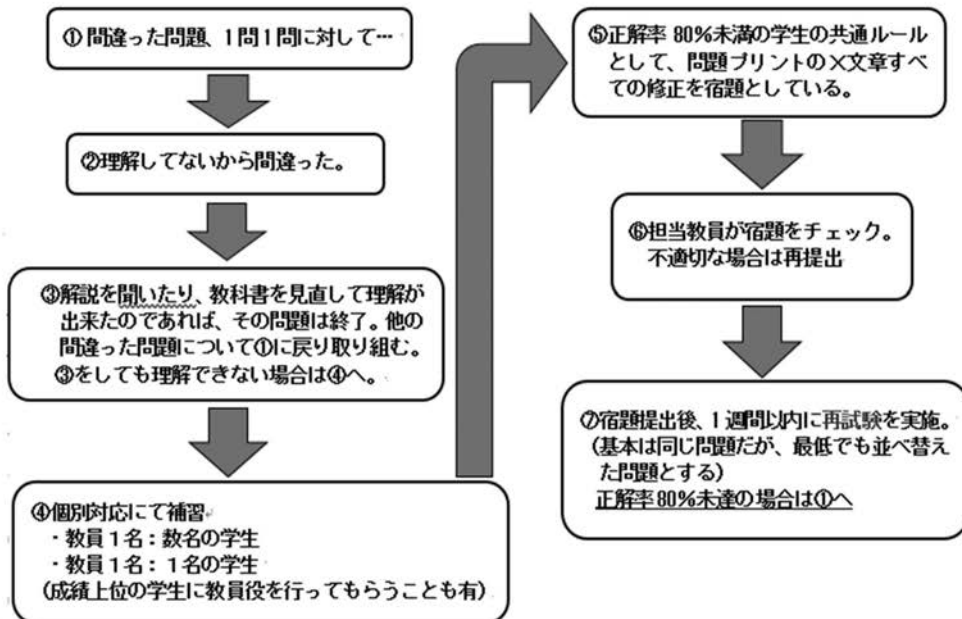 ①間違った問題、1問1問に対して…
②理解してないから間違った。
③解説を聞いたり、教科書を見直して理解が
出来たのであれば、その問題は終了。他の
間違った問題について①に戻り取り組む。
③をしても理解できない場合は④へ。
④個別対応にて補習
・教員1名：数名の学生
・教員1名：1名の学生
(成績上位の学生に教員役を行ってもらうことも有)
⑤正解率80%未満の学生の共通ルール
として、問題プリントの×文章すべ
ての修正を宿題としている。
⑥担当教員が宿題をチェック。
不適切な場合は再提出
⑦宿題提出後、1週間以内に再試験を実施。
(基本は同じ問題だが、最低でも並べ替え
た問題とする)
正解率80%未達の場合は①へ